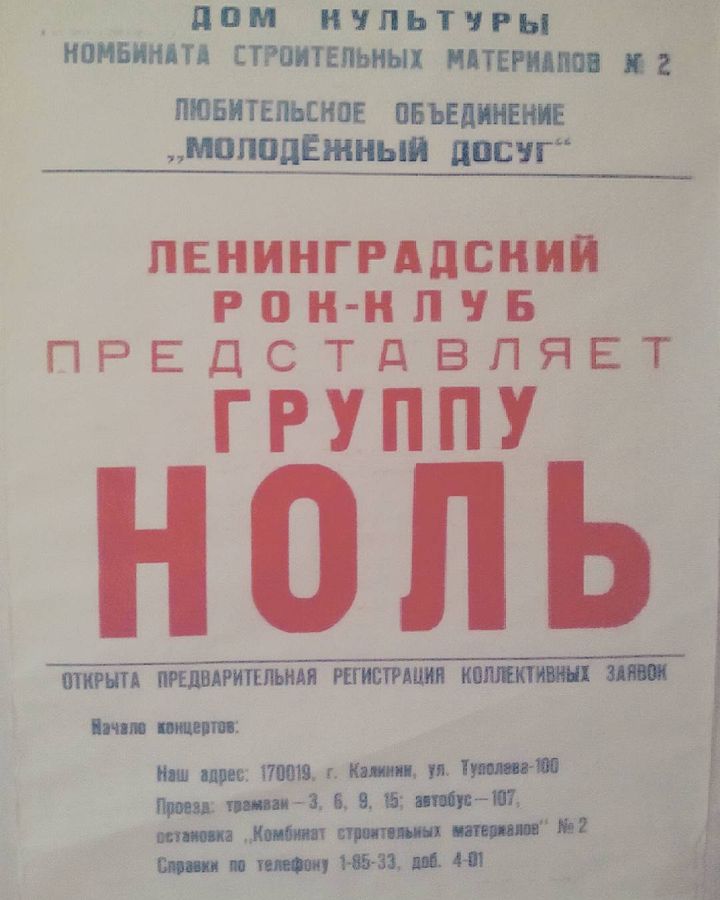 ДОМ КУЛЬТУРЫ
КОМБИНАТА СТРОИТЕЛЬНЫХ МАТЕРИАЛОВ № 2
ЛЮБИТЕЛЬСКОЕ ОБЪЕДИНЕНИЕ
„МОЛОДЁЖНЫЙ ДОСУГ“
ЛЕНИНГРАДСКИЙ
РОК-КЛУБ
ПРЕДСТАВЛЯЕТ
ГРУППУ
НОЛЬ
ОТКРЫТА ПРЕДВАРИТЕЛЬНАЯ РЕГИСТРАЦИЯ КОЛЛЕКТИВНЫХ ЗАЯВОК
Начало концертов:
Наш адрес: 170019, г. Калинин, ул. Туполева-100
Проезд: трамваи — 3, 6, 9, 15; автобус — 107,
остановка „Комбинат строительных материалов“ № 2
Справки по телефону 1-85-33, доб. 4-01